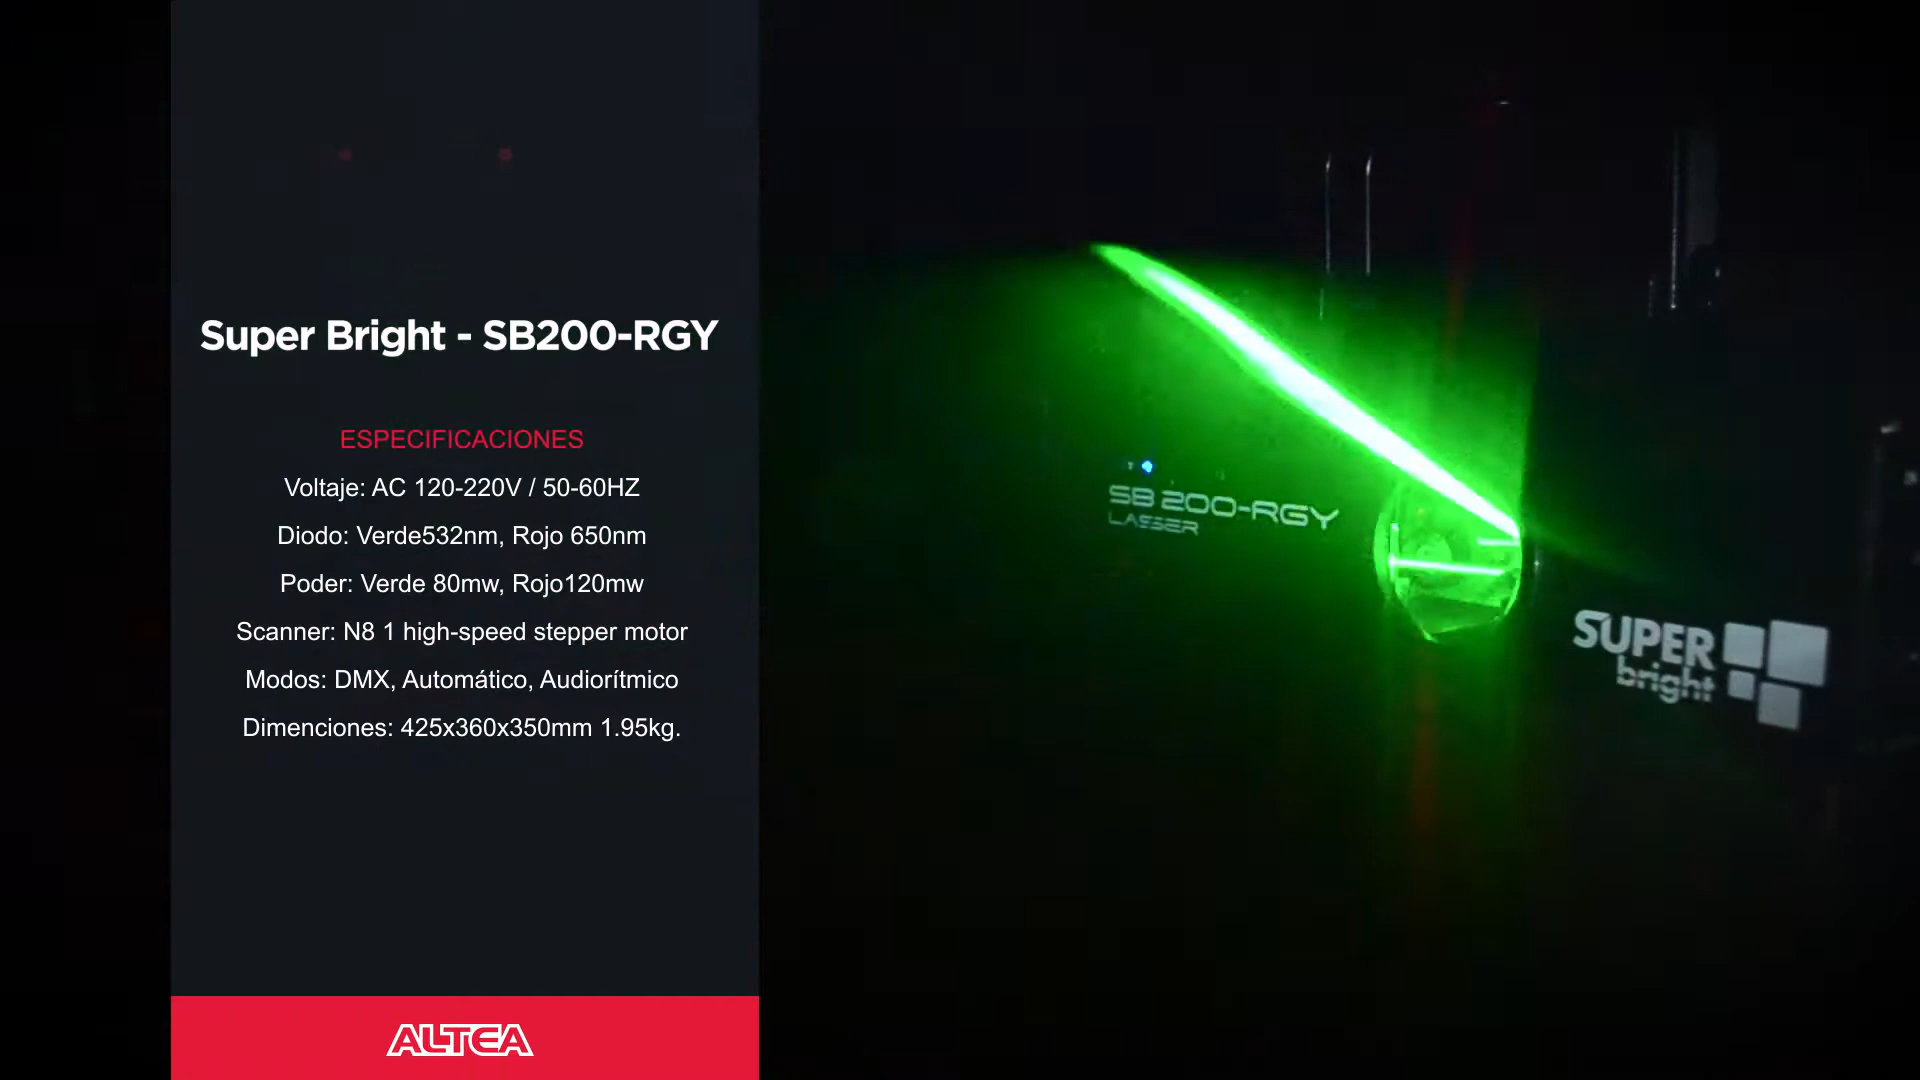 Super Bright - SB200-RGY
ESPECIFICACIONES
Voltaje: AC 120-220V / 50-60HZ
Diodo: Verde532nm, Rojo 650nm
Poder: Verde 80mw, Rojo120mw
Scanner: N8 1 high-speed stepper motor
Modos: DMX, Automático, Audiorítmico
Dimenciones: 425x360x350mm 1.95kg.
ALTEA
SB 200-RGY
LASSER
SUPER
bright